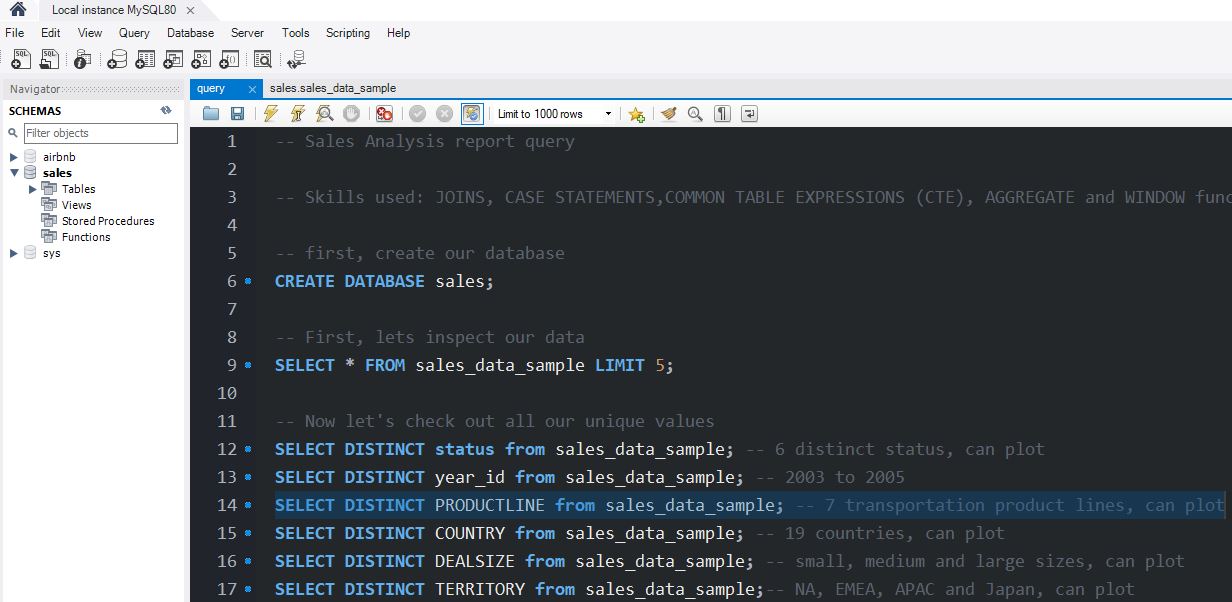 Local instance MySQL80
File Edit View Query Database Server Tools Scripting Help
Navigator
SCHEMAS
Filter objects
airbnb
sales
Tables
Views
Stored Procedures
Functions
sys
query sales.sales_data_sample
Limit to 1000 rows
1 -- Sales Analysis report query
2
3 -- Skills used: JOINS, CASE STATEMENTS,COMMON TABLE EXPRESSIONS (CTE), AGGREGATE and WINDOW func
4
5 -- first, create our database
6 CREATE DATABASE sales;
7
8 -- First, lets inspect our data
9 SELECT * FROM sales_data_sample LIMIT 5;
10
11 -- Now let's check out all our unique values
12 SELECT DISTINCT status from sales_data_sample; -- 6 distinct status, can plot
13 SELECT DISTINCT year_id from sales_data_sample; -- 2003 to 2005
14 SELECT DISTINCT PRODUCTLINE from sales_data_sample; -- 7 transportation product lines, can plot
15 SELECT DISTINCT COUNTRY from sales_data_sample; -- 19 countries, can plot
16 SELECT DISTINCT DEALSIZE from sales_data_sample; -- small, medium and large sizes, can plot
17 SELECT DISTINCT TERRITORY from sales_data_sample;-- NA, EMEA, APAC and Japan, can plot